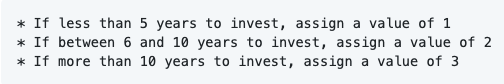 * If less than 5 years to invest, assign a value of 1
* If between 6 and 10 years to invest, assign a value of 2
* If more than 10 years to invest, assign a value of 3